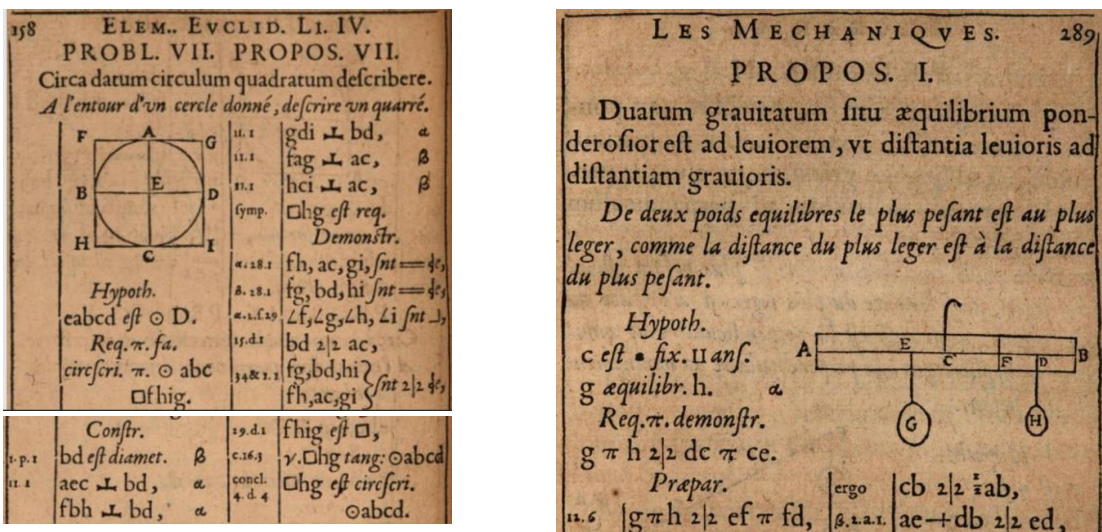 158 ELEM.. EVCLID. LI. IV.
PROBL. VII. PROPOS. VII.
Circa datum circulum quadratum deſcribere.
A l'entour d'vn cercle donné, deſcrire vn quarré.
F A G
B E D
H C I
Hypoth.
eabcd eſt ⊙ D.
Req. π. fa.
circſcri. π. ⊙ abc
□fhig.
11.1 gdi ⊥ bd, α
11.1 fag ⊥ ac, β
11.1 hci ⊥ ac, β
ſymp. □hg eſt req.
Demonſtr.
α.28.1 fh, ac, gi, ſnt = de,
β.28.1 fg, bd, hi ſnt = de,
α.2.ſ29 ∠f,∠g,∠h, ∠i ſnt ⅃,
15.d.1 bd 2|2 ac,
34&1.1 fg,bd,hi
fh,ac,gi } ſnt 2|2 de,
Conſtr.
1.p.1 bd eſt diamet. β
11.1 aec ⊥ bd, α
fbh ⊥ bd, α
19.d.1 fhig eſt □,
c.16.3 γ.□hg tang: ⊙abcd
concl. 4.d.4 □hg eſt circſcri.
⊙abcd.
LES MECHANIQVES. 289
PROPOS. I.
Duarum grauitatum ſitu æquilibrium pon-
deroſior eſt ad leuiorem, vt diſtantia leuioris ad
diſtantiam grauioris.
De deux poids equilibres le plus peſant eſt au plus
leger, comme la diſtance du plus leger eſt à la diſtance
du plus peſant.
Hypoth.
c eſt • fix. ⊔ anſ.
g æquilibr. h. α
Req. π. demonſtr.
g π h 2|2 dc π ce.
Præpar.
12.6 gπh 2|2 ef π fd,
A E C F D B
G H
ergo cb 2|2 ½ab,
β.2.a.1. ae+db 2|2 ed,